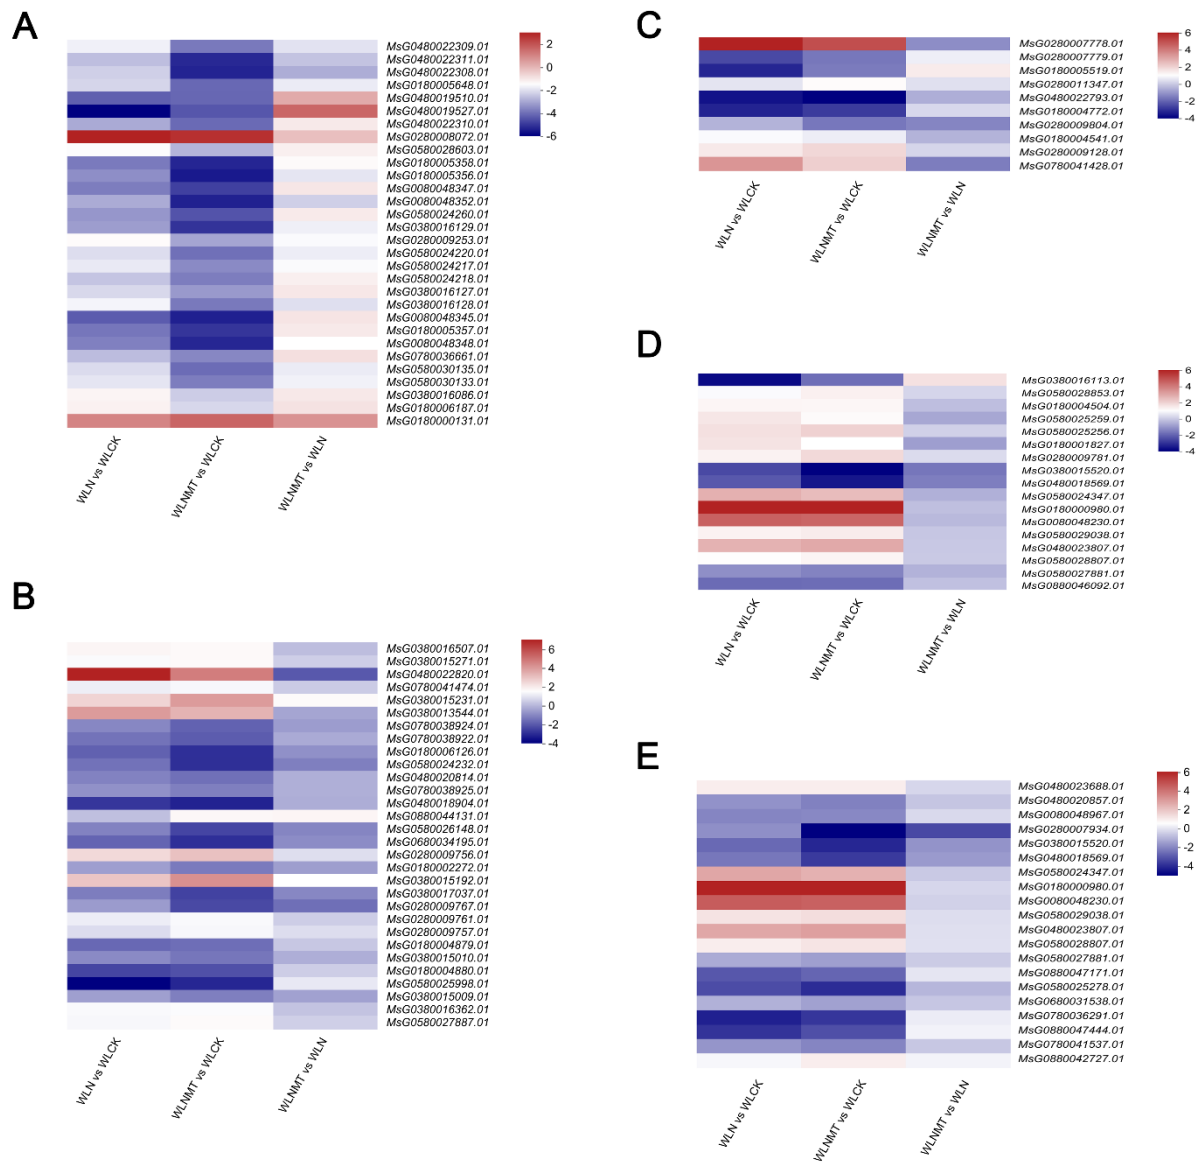 A
2
0
-2
-4
-6
MsG0480022309.01
MsG0480022311.01
MsG0480022308.01
MsG0180005648.01
MsG0480019510.01
MsG0480019527.01
MsG0480022310.01
MsG0280008072.01
MsG0580028603.01
MsG0180005358.01
MsG0180005356.01
MsG0080048347.01
MsG0080048352.01
MsG0580024260.01
MsG0380016129.01
MsG0280009253.01
MsG0580024220.01
MsG0580024217.01
MsG0580024218.01
MsG0380016127.01
MsG0380016128.01
MsG0080048345.01
MsG0180005357.01
MsG0080048348.01
MsG0780036661.01
MsG0580030135.01
MsG0580030133.01
MsG0380016086.01
MsG0180006187.01
MsG0180000131.01
WLN vs WLCK
WLNMT vs WLCK
WLNMT vs WLN
B
6
4
2
0
-2
-4
MsG0380016507.01
MsG0380015271.01
MsG0480022820.01
MsG0780041474.01
MsG0380015231.01
MsG0380013544.01
MsG0780038924.01
MsG0780038922.01
MsG0180006126.01
MsG0580024232.01
MsG0480020814.01
MsG0780038925.01
MsG0480018904.01
MsG0880044131.01
MsG0580026148.01
MsG0680034195.01
MsG0280009756.01
MsG0180002272.01
MsG0380015192.01
MsG0380017037.01
MsG0280009767.01
MsG0280009761.01
MsG0280009757.01
MsG0180004879.01
MsG0380015010.01
MsG0180004880.01
MsG0580025998.01
MsG0380015009.01
MsG0380016362.01
MsG0580027887.01
WLN vs WLCK
WLNMT vs WLCK
WLNMT vs WLN
C
6
4
2
0
-2
-4
MsG0280007778.01
MsG0280007779.01
MsG0180005519.01
MsG0280011347.01
MsG0480022793.01
MsG0180004772.01
MsG0280009804.01
MsG0180004541.01
MsG0280009128.01
MsG0780041428.01
WLN vs WLCK
WLNMT vs WLCK
WLNMT vs WLN
D
6
4
2
0
-2
-4
MsG0380016113.01
MsG0580028853.01
MsG0180004504.01
MsG0580025259.01
MsG0580025256.01
MsG0180001827.01
MsG0280009781.01
MsG0380015520.01
MsG0480018569.01
MsG0580024347.01
MsG0180000980.01
MsG0080048230.01
MsG0580029038.01
MsG0480023807.01
MsG0580028807.01
MsG0580027881.01
MsG0880046092.01
WLN vs WLCK
WLNMT vs WLCK
WLNMT vs WLN
E
6
4
2
0
-2
-4
MsG0480023688.01
MsG0480020857.01
MsG0080048967.01
MsG0280007934.01
MsG0380015520.01
MsG0480018569.01
MsG0580024347.01
MsG0180000980.01
MsG0080048230.01
MsG0580029038.01
MsG0480023807.01
MsG0580028807.01
MsG0580027881.01
MsG0880047171.01
MsG0580025278.01
MsG0680031538.01
MsG0780036291.01
MsG0880047444.01
MsG0780041537.01
MsG0880042727.01
WLN vs WLCK
WLNMT vs WLCK
WLNMT vs WLN